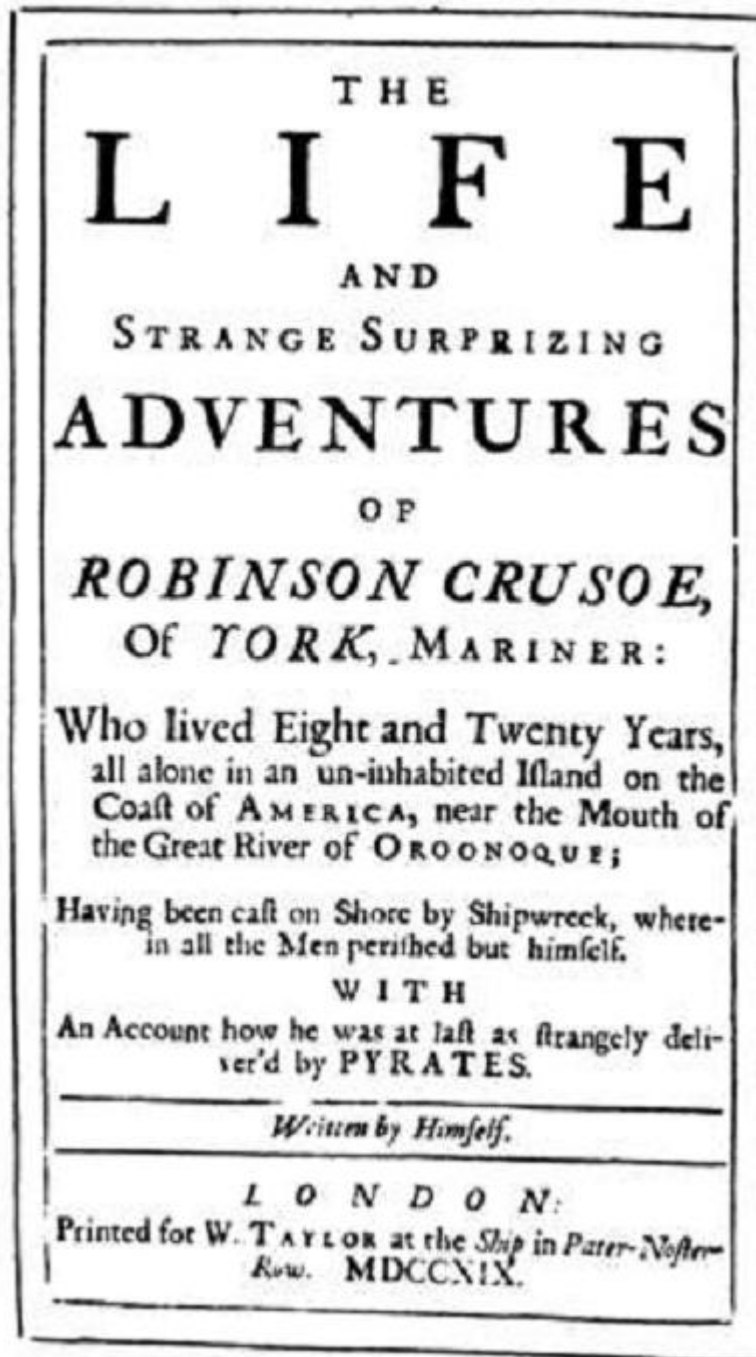 THE
LIFE
AND
STRANGE SURPRIZING
ADVENTURES
OF
ROBINSON CRUSOE,
Of YORK, MARINER:
Who lived Eight and Twenty Years,
all alone in an un-inhabited Iſland on the
Coaſt of AMERICA, near the Mouth of
the Great River of OROONOQUE;
Having been caſt on Shore by Shipwreck, where-
in all the Men periſhed but himſelf.
WITH
An Account how he was at laſt as ſtrangely deli-
ver'd by PYRATES.
Written by Himſelf.
LONDON:
Printed for W. TAYLOR at the Ship in Pater-Noſter-
Row. MDCCXIX.